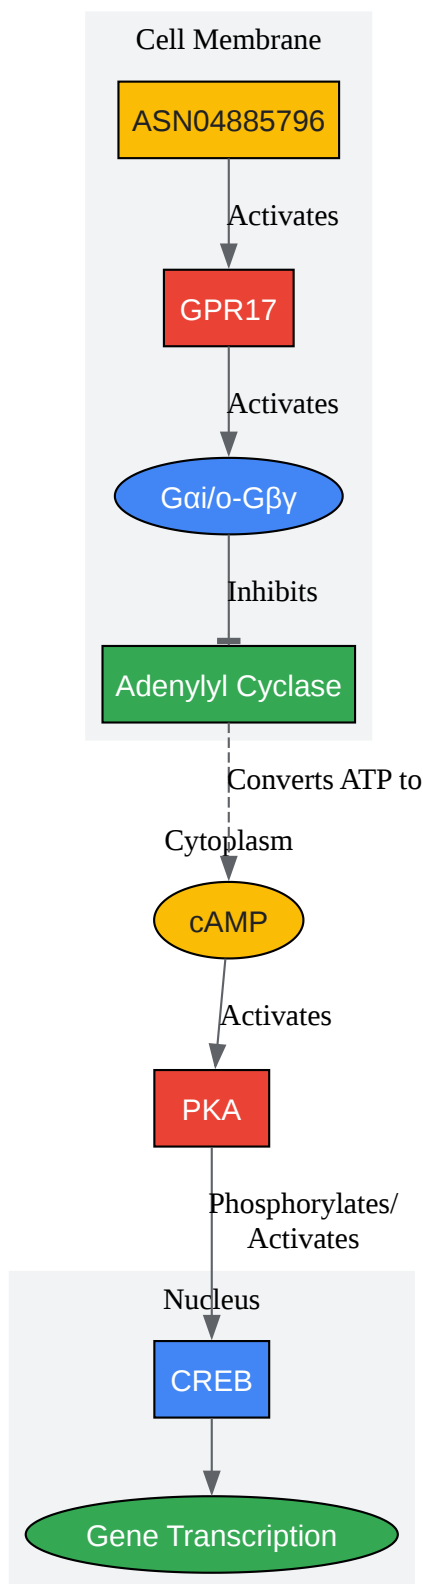 Cell Membrane
ASN04885796
Activates
GPR17
Activates
Gαi/o-Gβγ
Inhibits
Adenylyl Cyclase
Converts ATP to
Cytoplasm
cAMP
Activates
PKA
Phosphorylates/
Activates
Nucleus
CREB
Gene Transcription